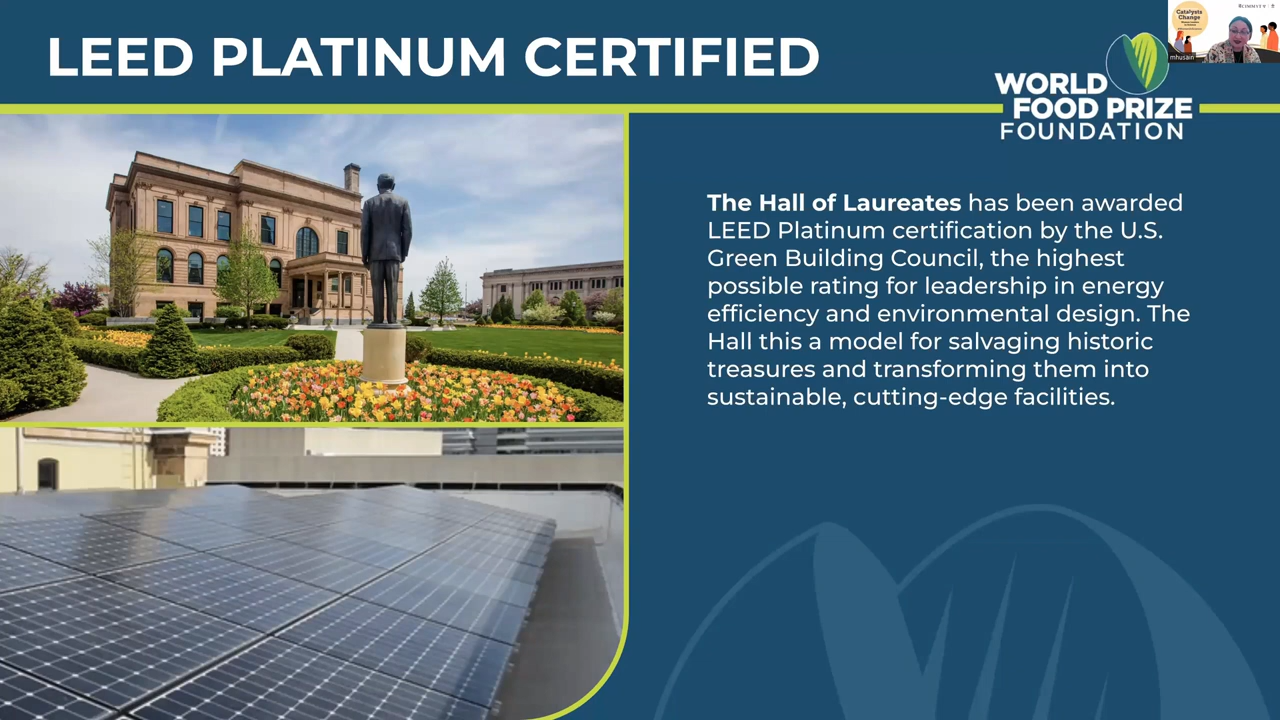 LEED PLATINUM CERTIFIED
Catalysts
Change
mhusain
WORLD
FOOD PRIZE
FOUNDATION
The Hall of Laureates has been awarded
LEED Platinum certification by the U.S.
Green Building Council, the highest
possible rating for leadership in energy
efficiency and environmental design. The
Hall this a model for salvaging historic
treasures and transforming them into
sustainable, cutting-edge facilities.